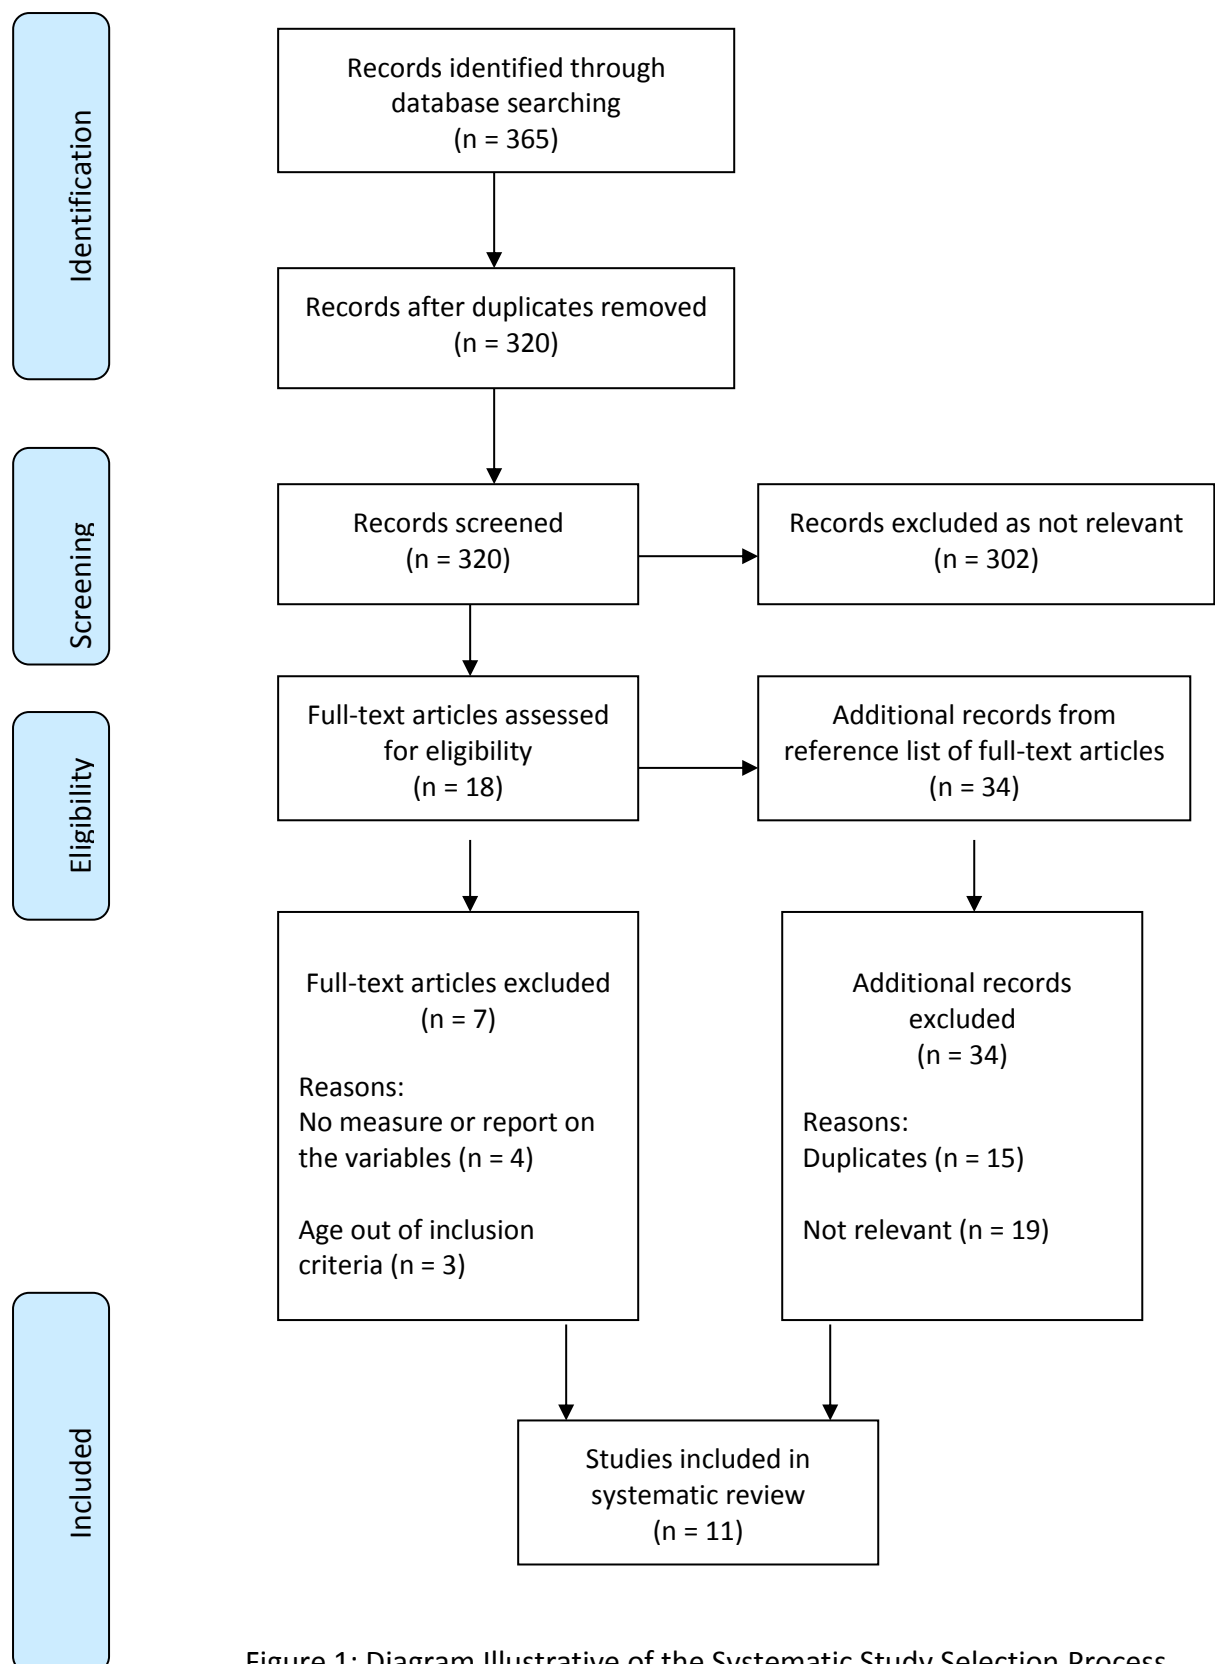 Identification
Records identified through
database searching
(n = 365)
Records after duplicates removed
(n = 320)
Screening
Records screened
(n = 320)
Records excluded as not relevant
(n = 302)
Eligibility
Full-text articles assessed
for eligibility
(n = 18)
Additional records from
reference list of full-text articles
(n = 34)
Full-text articles excluded
(n = 7)
Reasons:
No measure or report on
the variables (n = 4)
Age out of inclusion
criteria (n = 3)
Additional records
excluded
(n = 34)
Reasons:
Duplicates (n = 15)
Not relevant (n = 19)
Included
Studies included in
systematic review
(n = 11)
Figure 1: Diagram Illustrative of the Systematic Study Selection Process